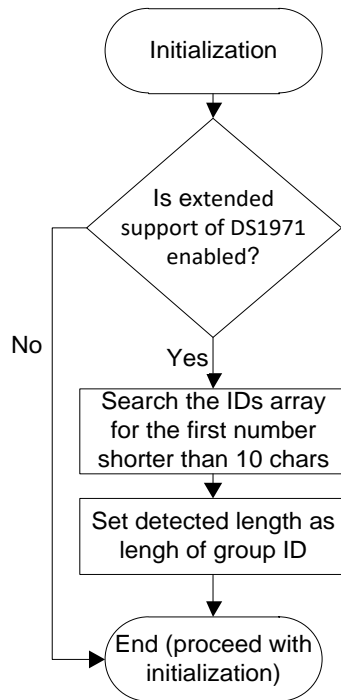 Initialization
Is extended
support of DS1971
enabled?
No
Yes
Search the IDs array
for the first number
shorter than 10 chars
Set detected length as
lengh of group ID
End (proceed with
initialization)